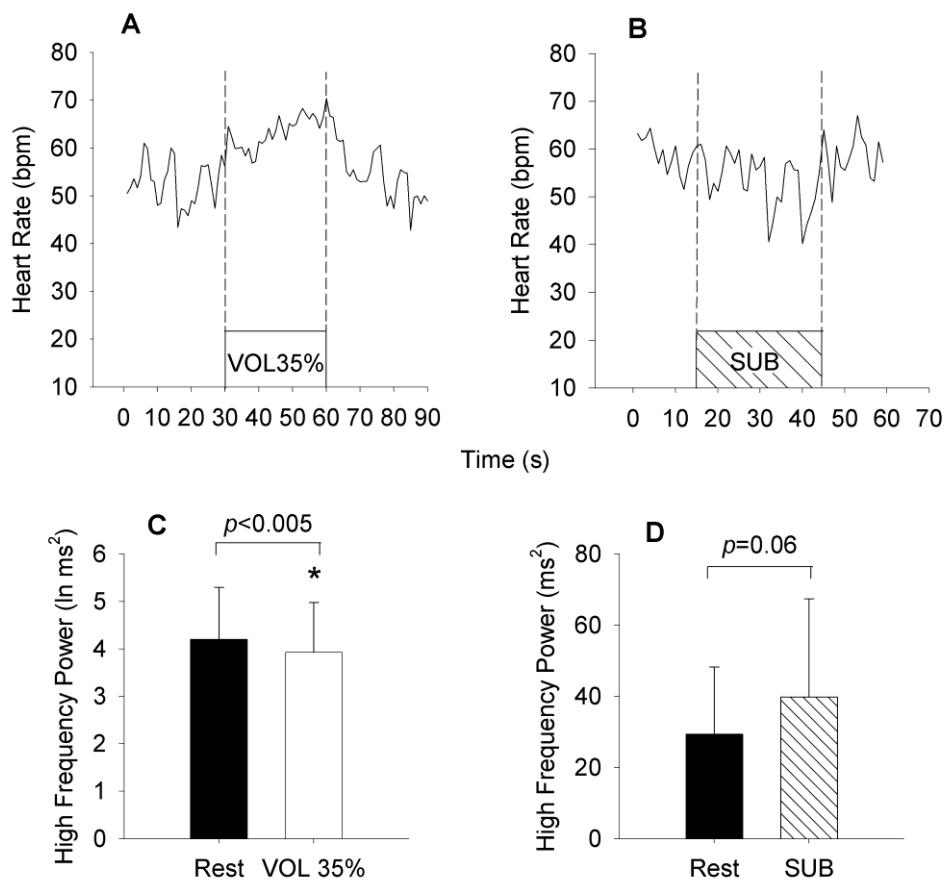 A
80
70
60
50
40
30
20
10
Heart Rate (bpm)
VOL35%
0 10 20 30 40 50 60 70 80 90
B
80
70
60
50
40
30
20
10
Heart Rate (bpm)
SUB
0 10 20 30 40 50 60 70
Time (s)
C
p<0.005
*
6
5
4
3
2
1
0
High Frequency Power (ln ms²)
Rest VOL 35%
D
p=0.06
80
60
40
20
0
High Frequency Power (ms²)
Rest SUB